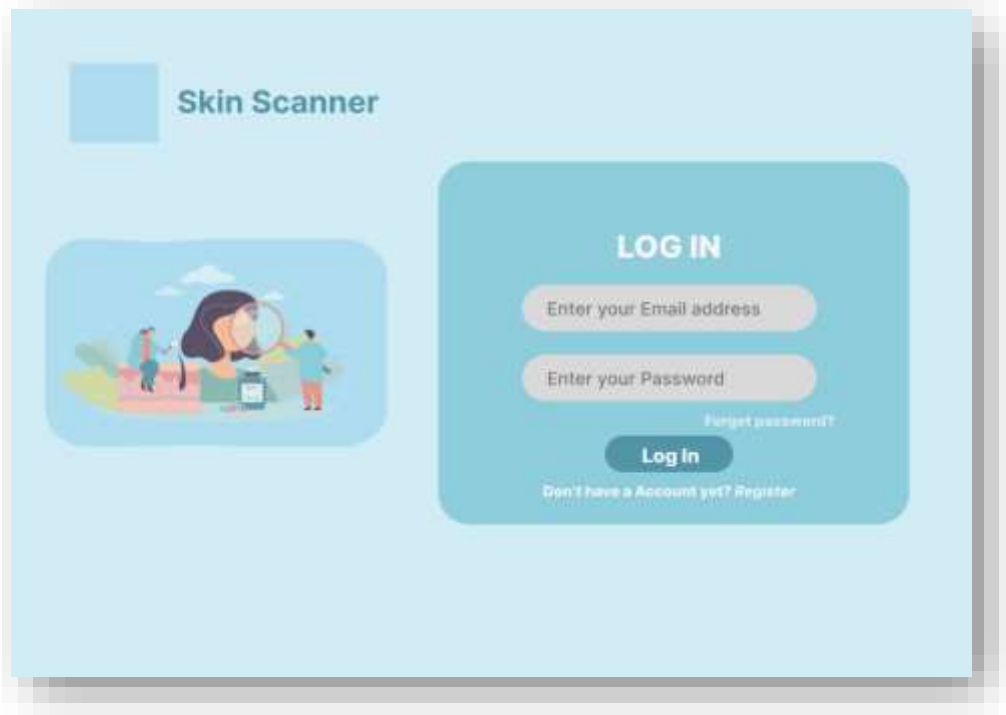 Skin Scanner
LOG IN
Enter your Email address
Enter your Password
Forget password?
Log In
Don't have a Account yet? Register